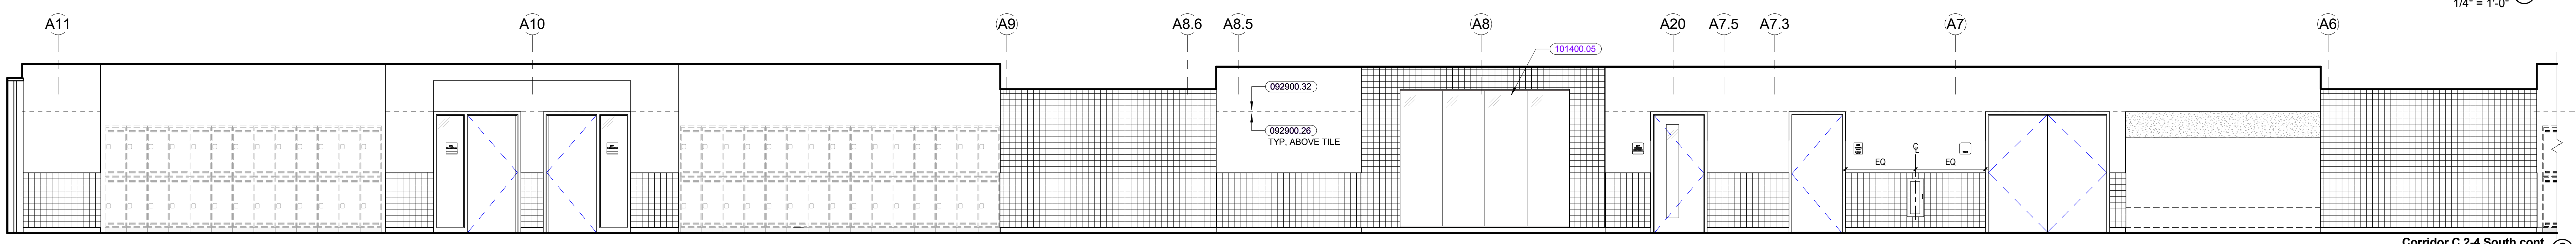 1/4" = 1'-0"
A11
A10
A9
A8.6
A8.5
A8
A20
A7.5
A7.3
A7
A6
101400.05
092900.32
092900.26
TYP, ABOVE TILE
EQ
EQ
Corridor C 2-4 South cont.